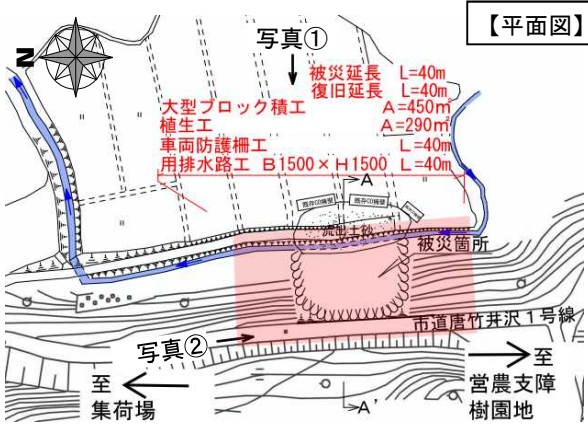 【平面図】
N
写真①
被災延長 L=40m
復旧延長 L=40m
大型ブロック積工 A=450㎡
植生工 A=290㎡
車両防護柵工 L=40m
用排水路工 B1500×H1500 L=40m
A
流出土砂
被災箇所
市道唐竹井沢１号線
写真②
至
集荷場
A'
至
営農支障
樹園地